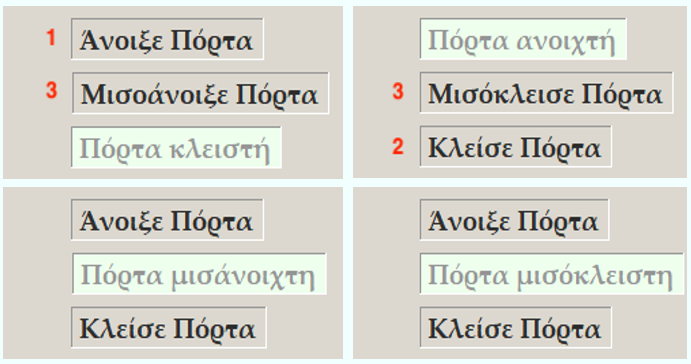 1 Άνοιξε Πόρτα
3 Μισοάνοιξε Πόρτα
Πόρτα κλειστή
Πόρτα ανοιχτή
3 Μισόκλεισε Πόρτα
2 Κλείσε Πόρτα
Άνοιξε Πόρτα
Πόρτα μισάνοιχτη
Κλείσε Πόρτα
Άνοιξε Πόρτα
Πόρτα μισόκλειστη
Κλείσε Πόρτα